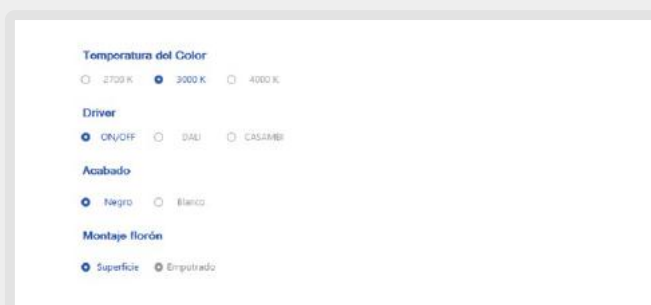 Temperatura del Color
2700 K 3000 K 4000 K
Driver
ON/OFF DALI CASAMBI
Acabado
Negro Blanco
Montaje florón
Superficie Empotrado